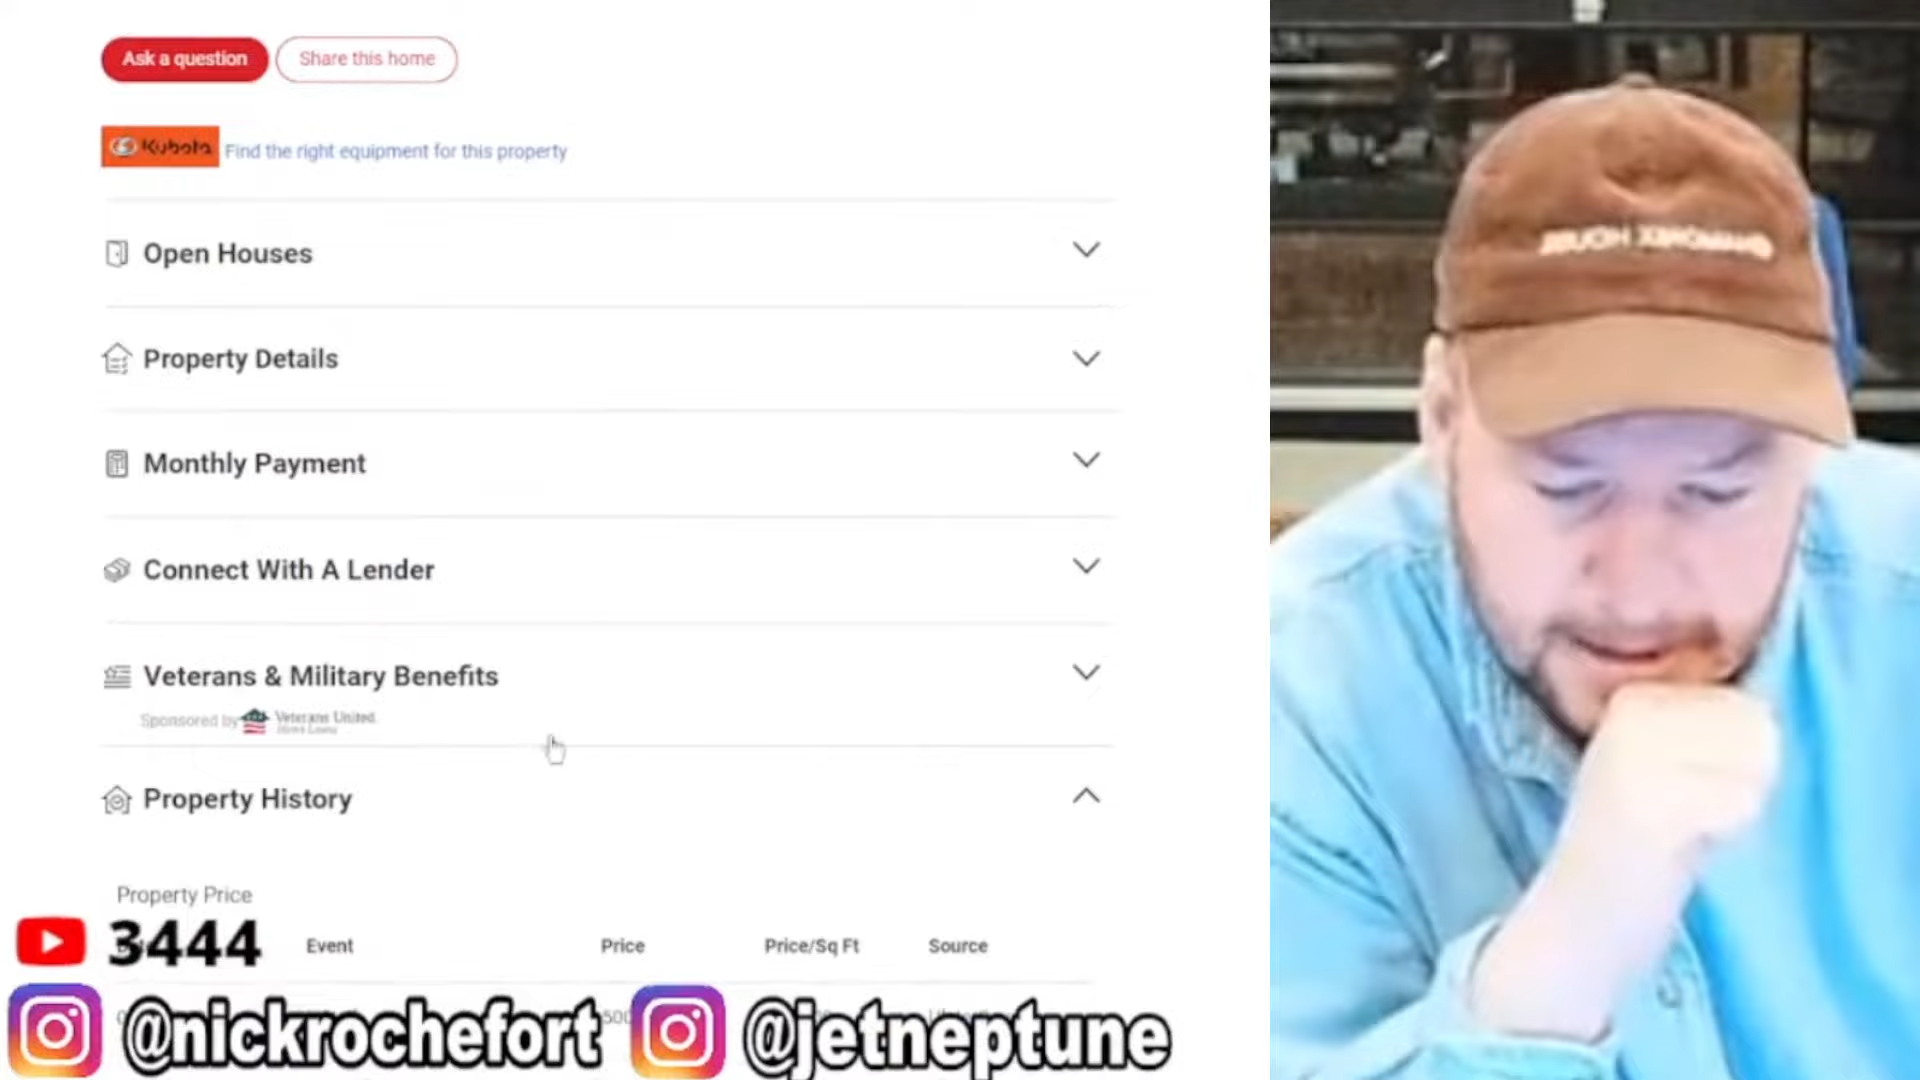 Ask a question
Share this home
Kubota
Find the right equipment for this property
Open Houses
Property Details
Monthly Payment
Connect With A Lender
Veterans & Military Benefits
Sponsored by Veterans United.
Home Loans
Property History
Property Price
3444
Event Price Price/Sq Ft Source
@nickrochefort @jetneptune